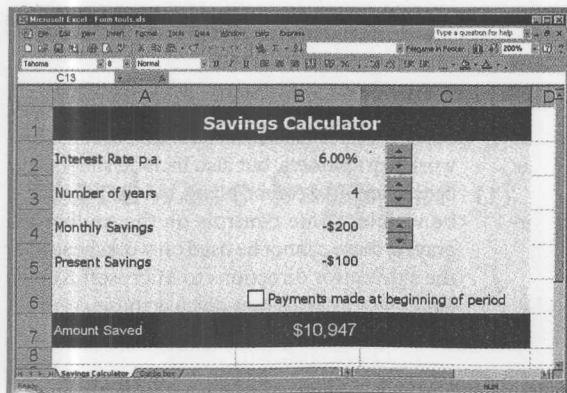 Microsoft Excel - Form tools.xls
File Edit View Insert Format Tools Data Window Help Express
Type a question for help
200%
Tahoma 8 Normal
C13
A B C D
1 Savings Calculator
2 Interest Rate p.a. 6.00%
3 Number of years 4
4 Monthly Savings -$200
5 Present Savings -$100
6 Payments made at beginning of period
7 Amount Saved $10,947
8
Savings Calculator
Ready NUM